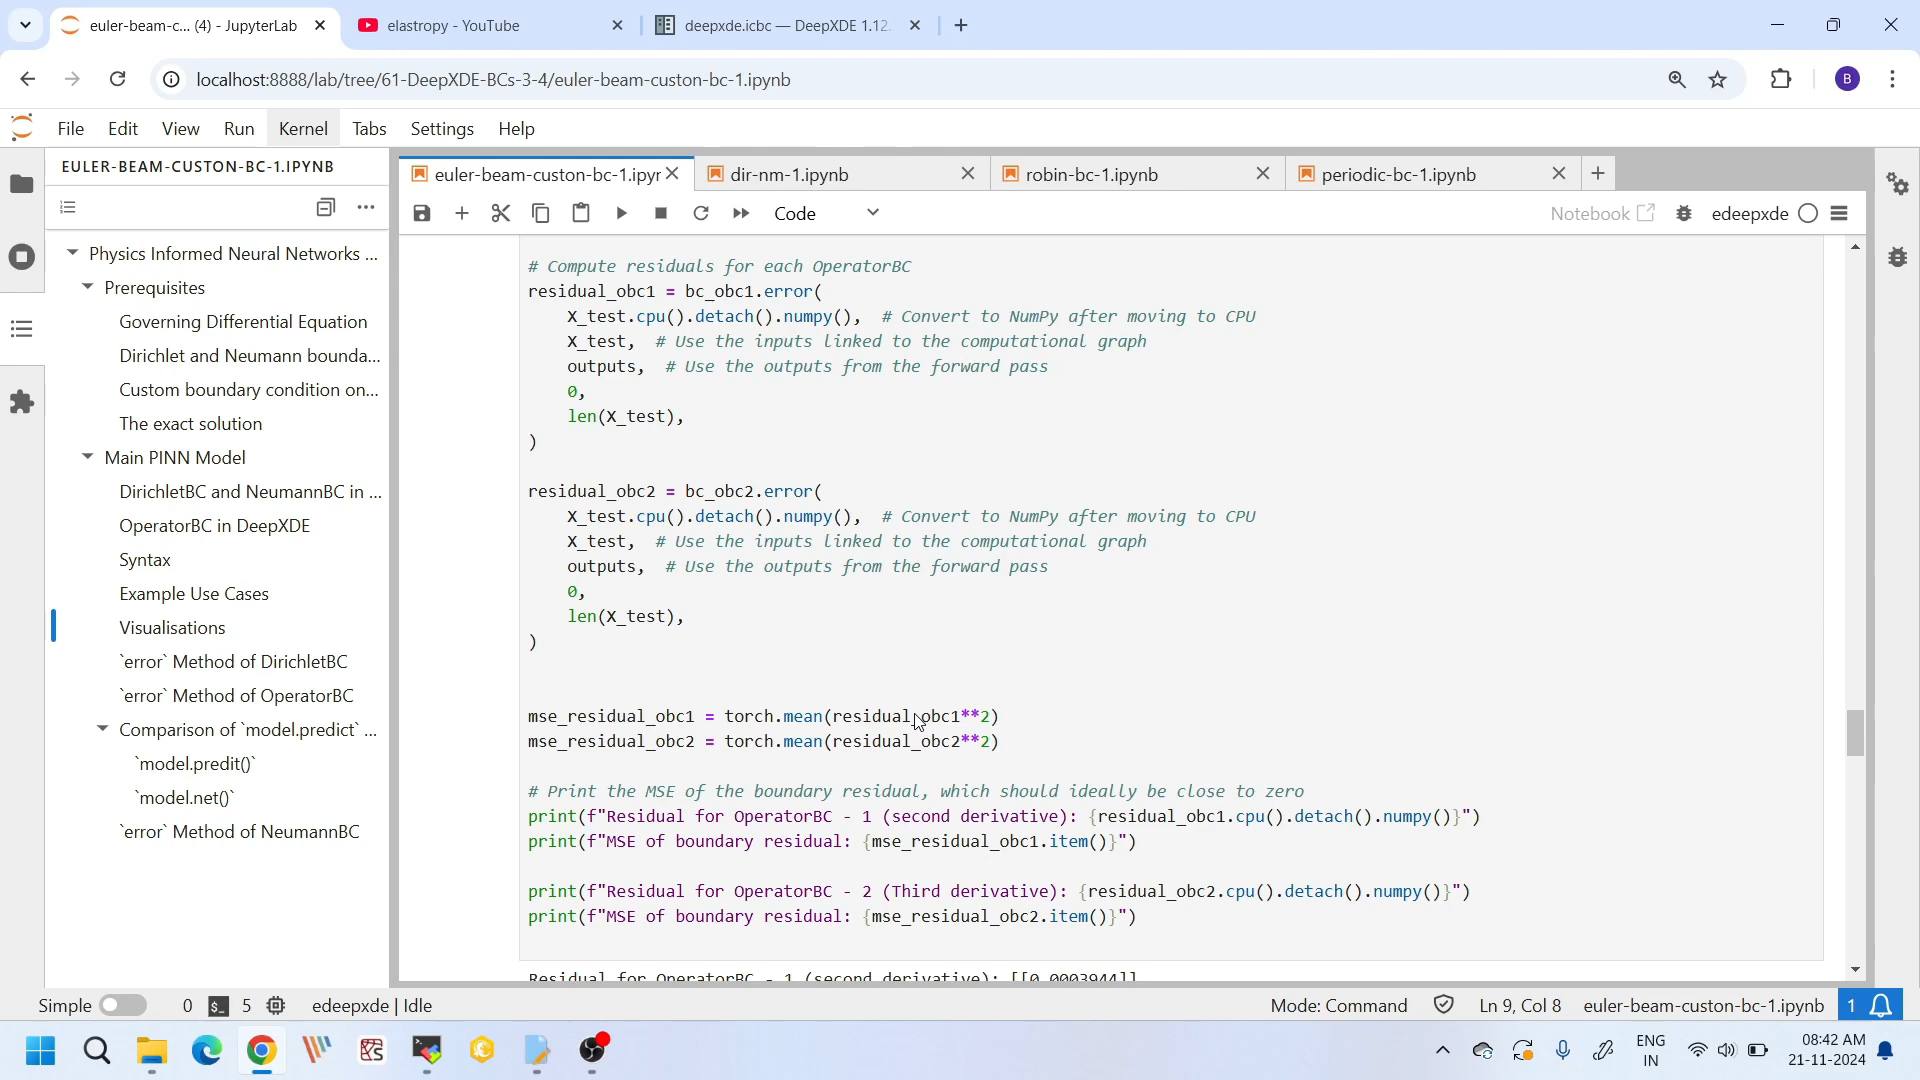 euler-beam-c... (4) - JupyterLab
elastropy - YouTube
deepxde.icbc — DeepXDE 1.12.
localhost:8888/lab/tree/61-DeepXDE-BCs-3-4/euler-beam-custon-bc-1.ipynb
B
File Edit View Run Kernel Tabs Settings Help
EULER-BEAM-CUSTON-BC-1.IPYNB
Physics Informed Neural Networks ...
Prerequisites
Governing Differential Equation
Dirichlet and Neumann bounda...
Custom boundary condition on...
The exact solution
Main PINN Model
DirichletBC and NeumannBC in ...
OperatorBC in DeepXDE
Syntax
Example Use Cases
Visualisations
`error` Method of DirichletBC
`error` Method of OperatorBC
Comparison of `model.predict` ...
`model.predit()`
`model.net()`
`error` Method of NeumannBC
euler-beam-custon-bc-1.ipyr
dir-nm-1.ipynb
robin-bc-1.ipynb
periodic-bc-1.ipynb
Code
Notebook
edeepxde
# Compute residuals for each OperatorBC
residual_obc1 = bc_obc1.error(
X_test.cpu().detach().numpy(), # Convert to NumPy after moving to CPU
X_test, # Use the inputs linked to the computational graph
outputs, # Use the outputs from the forward pass
0,
len(X_test),
)
residual_obc2 = bc_obc2.error(
X_test.cpu().detach().numpy(), # Convert to NumPy after moving to CPU
X_test, # Use the inputs linked to the computational graph
outputs, # Use the outputs from the forward pass
0,
len(X_test),
)
mse_residual_obc1 = torch.mean(residual_obc1**2)
mse_residual_obc2 = torch.mean(residual_obc2**2)
# Print the MSE of the boundary residual, which should ideally be close to zero
print(f"Residual for OperatorBC - 1 (second derivative): {residual_obc1.cpu().detach().numpy()}")
print(f"MSE of boundary residual: {mse_residual_obc1.item()}")
print(f"Residual for OperatorBC - 2 (Third derivative): {residual_obc2.cpu().detach().numpy()}")
print(f"MSE of boundary residual: {mse_residual_obc2.item()}")
Residual for OperatorBC - 1 (second derivative): [[0.0003944]]
Simple 0 5 edeepxde | Idle
Mode: Command Ln 9, Col 8 euler-beam-custon-bc-1.ipynb 1
ENG
IN
08:42 AM
21-11-2024